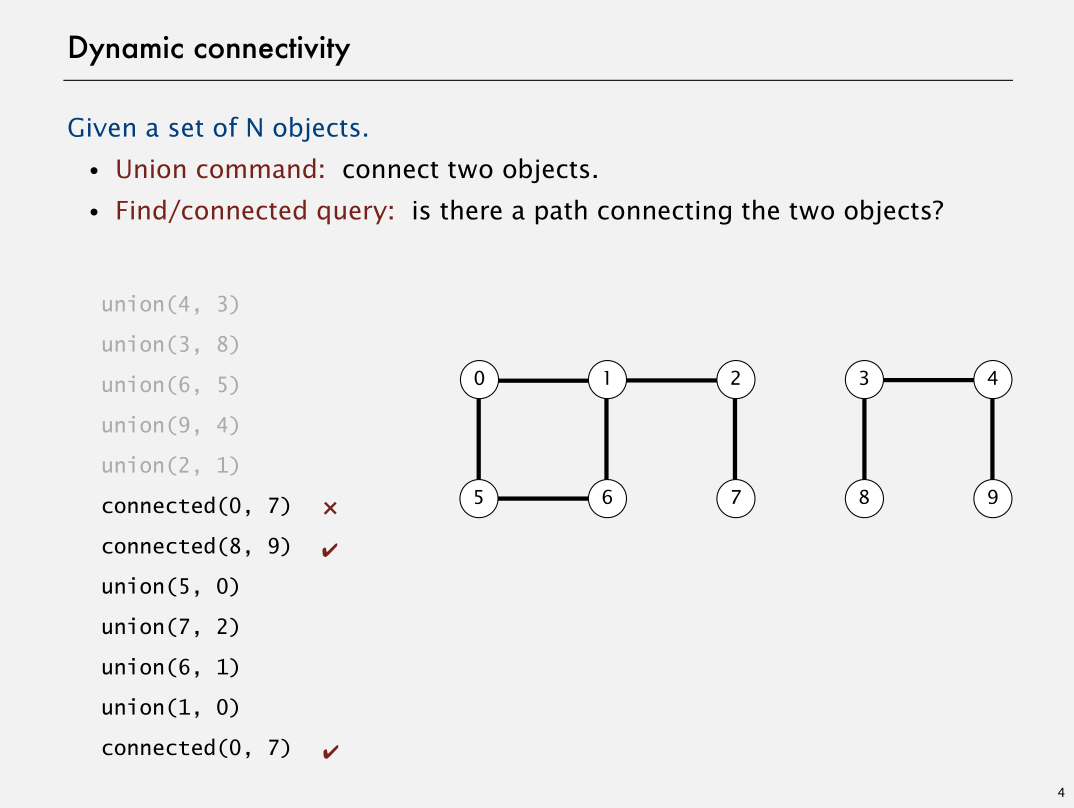 Dynamic connectivity
Given a set of N objects.
• Union command: connect two objects.
• Find/connected query: is there a path connecting the two objects?
union(4, 3)
union(3, 8)
union(6, 5)
union(9, 4)
union(2, 1)
connected(0, 7) ×
connected(8, 9) ✔
union(5, 0)
union(7, 2)
union(6, 1)
union(1, 0)
connected(0, 7) ✔
0 1 2 3 4
5 6 7 8 9
4